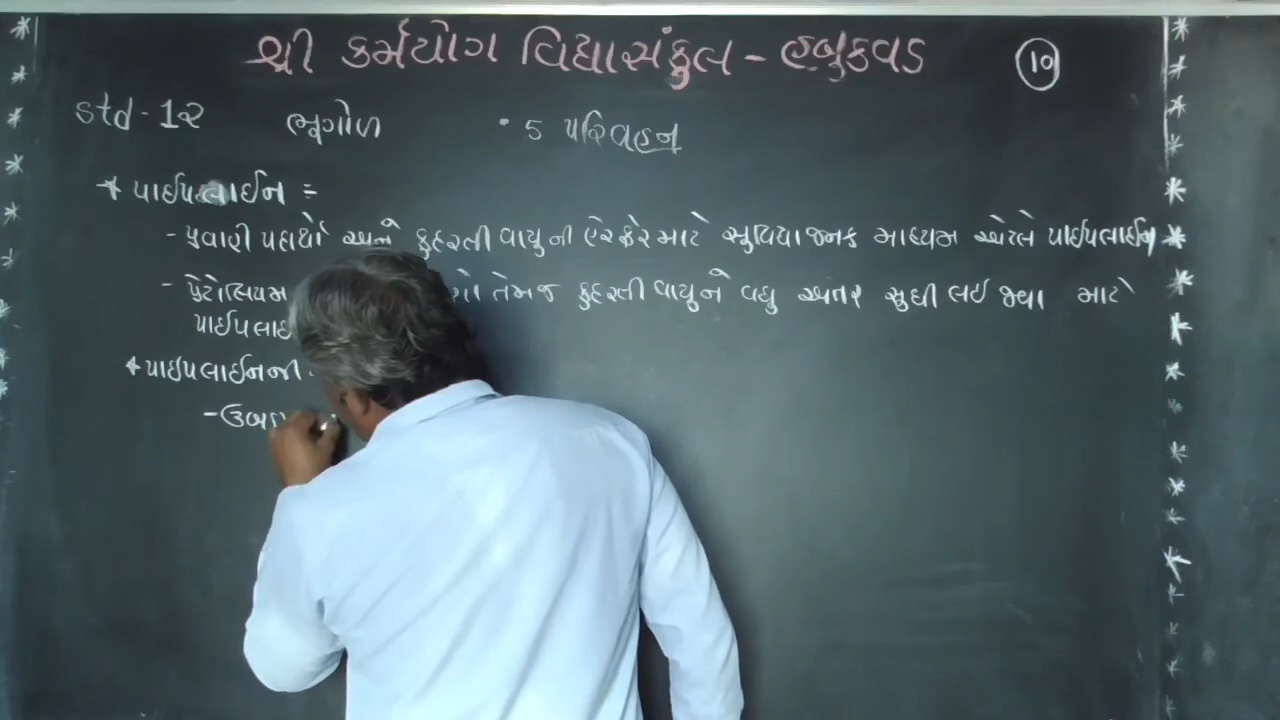 શ્રી કર્મયોગ વિદ્યાસંકુલ - હબુકવડ
10
std - 12 ભૂગોળ • 5 પરિવહન
* પાઈપલાઈન :-
- પ્રવાહી પદાર્થો અને કુદરતી વાયુની હેરફેર માટે સુવિધાજનક માધ્યમ એટલે પાઈપલાઈન
- પેટ્રોલિયમ તેમજ કુદરતી વાયુને વધુ અંતર સુધી લઈ જવા માટે
* પાઈપલાઈનની